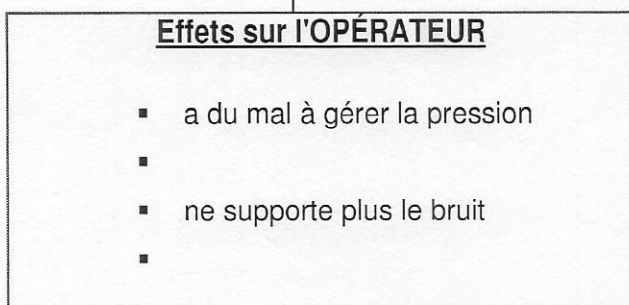 Effets sur l'OPÉRATEUR
▪ a du mal à gérer la pression
▪
▪ ne supporte plus le bruit
▪